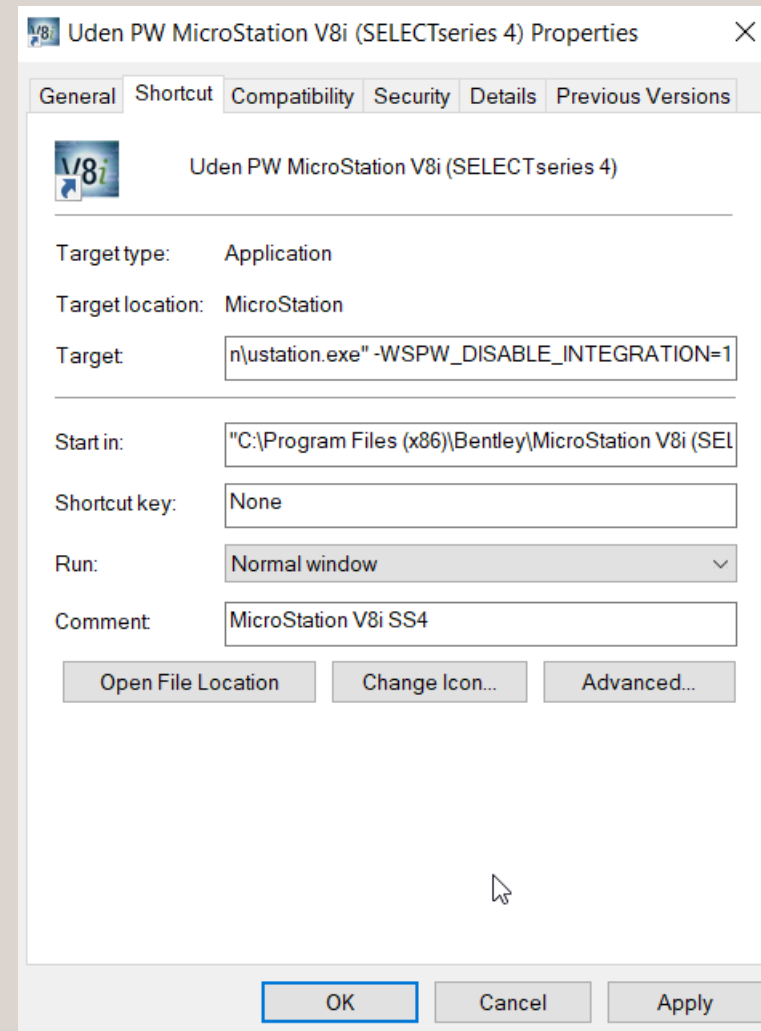 Uden PW MicroStation V8i (SELECTseries 4) Properties
General Shortcut Compatibility Security Details Previous Versions
V8i Uden PW MicroStation V8i (SELECTseries 4)
Target type: Application
Target location: MicroStation
Target: n\ustation.exe" -WSPW_DISABLE_INTEGRATION=1
Start in: "C:\Program Files (x86)\Bentley\MicroStation V8i (SEL
Shortcut key: None
Run: Normal window
Comment: MicroStation V8i SS4
Open File Location Change Icon... Advanced...
OK Cancel Apply